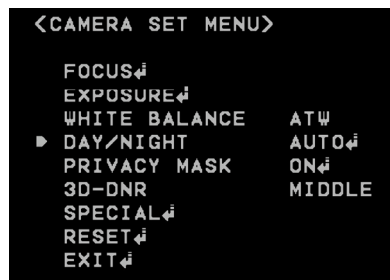 <CAMERA SET MENU>
FOCUS↲
EXPOSURE↲
WHITE BALANCE ATW
DAY/NIGHT AUTO↲
PRIVACY MASK ON↲
3D-DNR MIDDLE
SPECIAL↲
RESET↲
EXIT↲